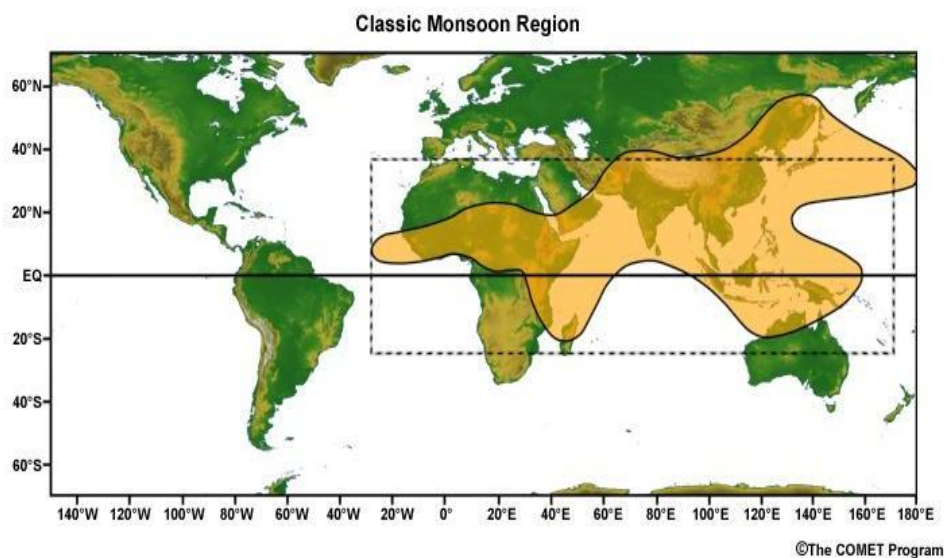 Classic Monsoon Region
60°N
40°N
20°N
EQ
20°S
40°S
60°S
140°W 120°W 100°W 80°W 60°W 40°W 20°W 0° 20°E 40°E 60°E 80°E 100°E 120°E 140°E 160°E 180°E
©The COMET Program